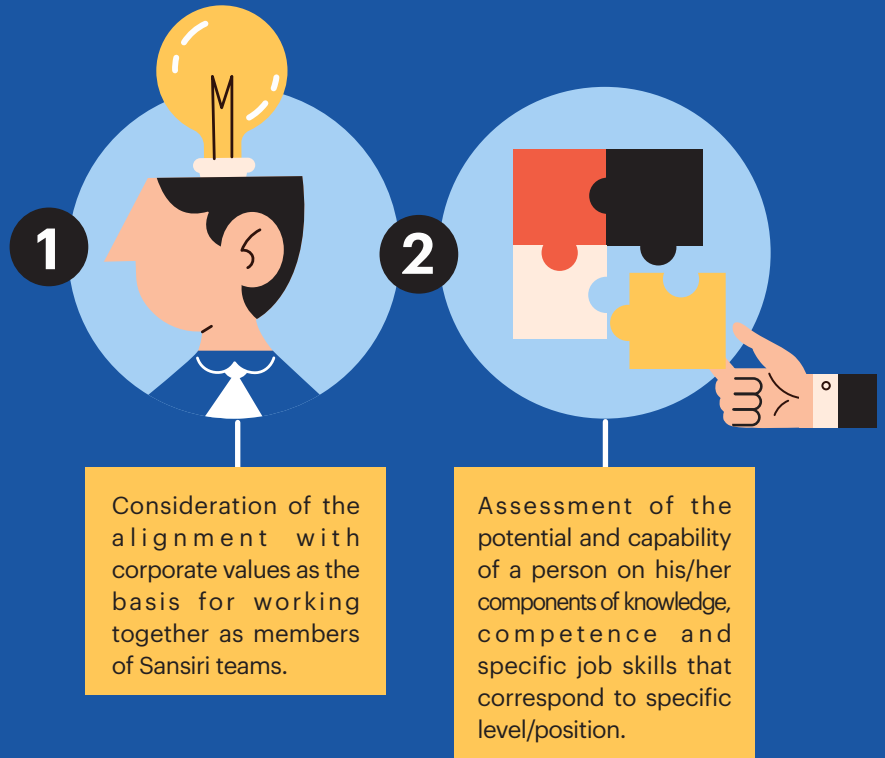 1
Consideration of the
alignment with
corporate values as the
basis for working
together as members
of Sansiri teams.
2
Assessment of the
potential and capability
of a person on his/her
components of knowledge,
competence and
specific job skills that
correspond to specific
level/position.